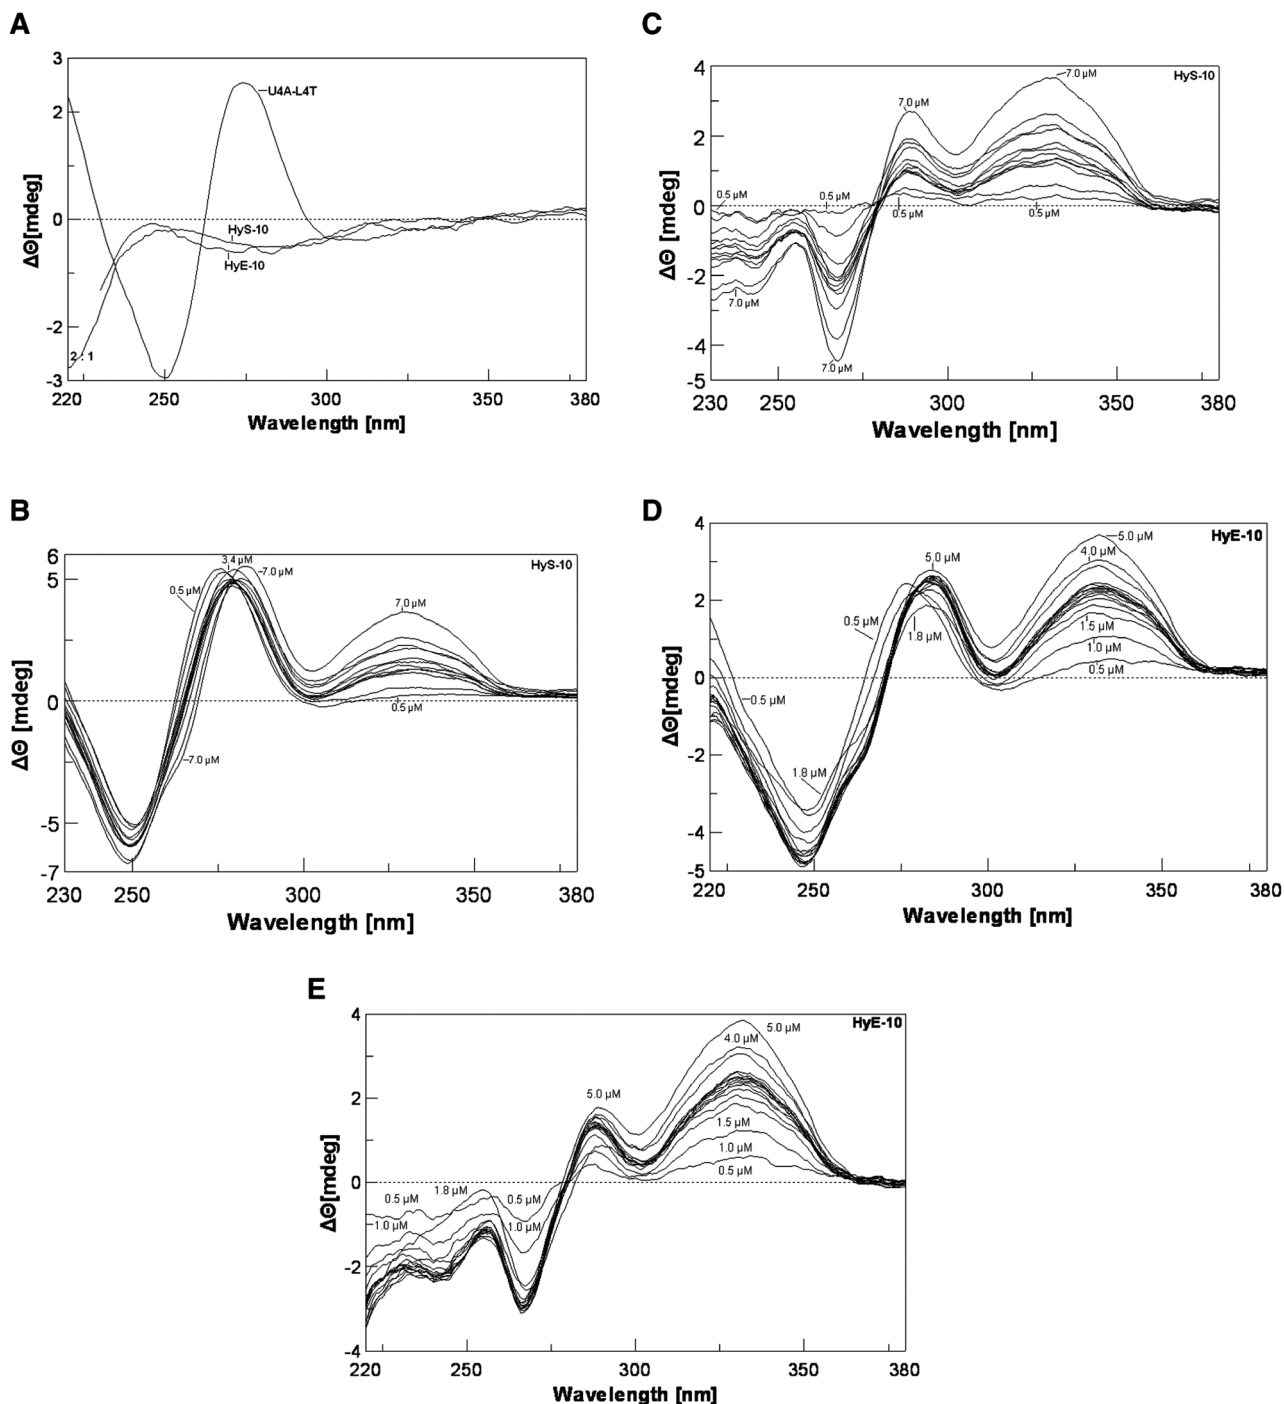 A
3
2
0
-2
-3
U4A-L4T
HyS-10
HyE-10
2 : 1
220
250
300
350
380
Wavelength [nm]
ΔΘ[mdeg]
C
4
2
0
-2
-4
-5
HyS-10
7.0 µM
7.0 µM
0.5 µM
0.5 µM
0.5 µM
0.5 µM
7.0 µM
7.0 µM
230
250
300
350
380
Wavelength [nm]
ΔΘ [mdeg]
B
6
5
0
-5
-7
HyS-10
3.4 µM
7.0 µM
0.5 µM
7.0 µM
0.5 µM
7.0 µM
230
250
300
350
380
Wavelength [nm]
ΔΘ [mdeg]
D
4
2
0
-2
-4
-5
HyE-10
5.0 µM
5.0 µM
4.0 µM
0.5 µM
1.8 µM
1.5 µM
1.0 µM
0.5 µM
0.5 µM
1.8 µM
220
250
300
350
380
Wavelength [nm]
ΔΘ[mdeg]
E
4
2
0
-2
-4
HyE-10
5.0 µM
4.0 µM
5.0 µM
1.5 µM
1.0 µM
0.5 µM
1.8 µM
0.5 µM
0.5 µM
1.0 µM
1.0 µM
220
250
300
350
380
Wavelength [nm]
ΔΘ[mdeg]